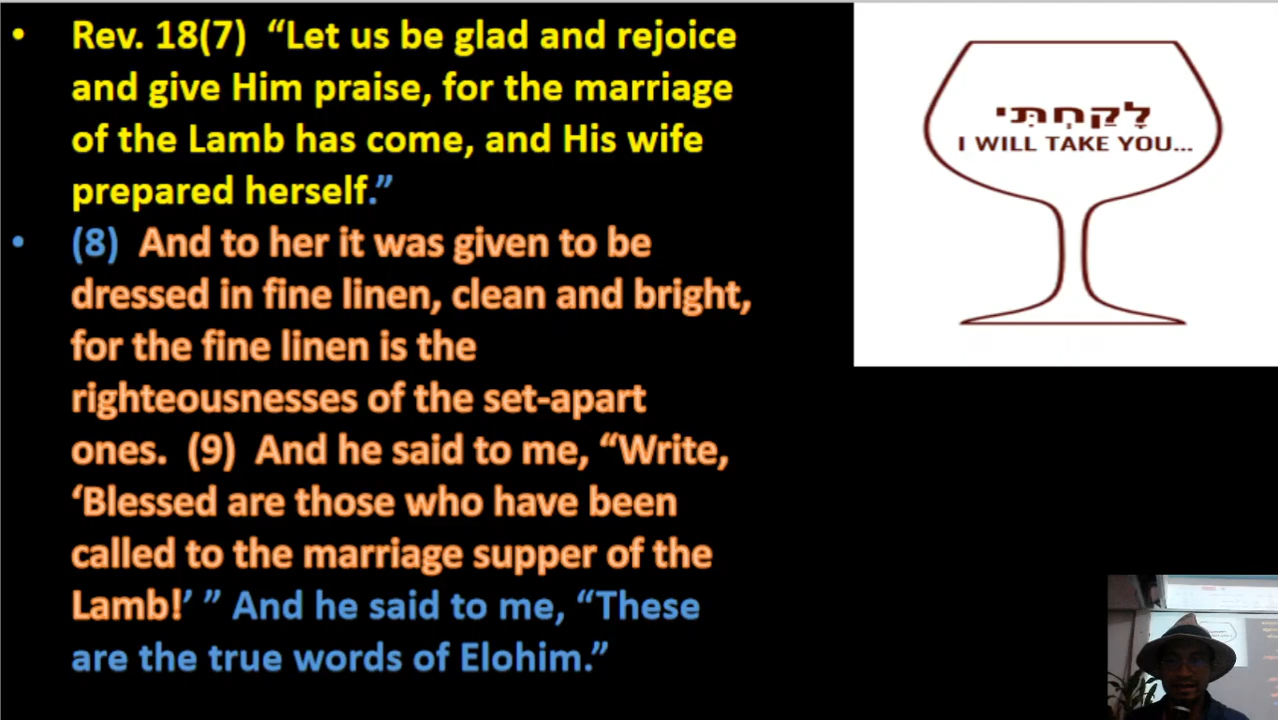 • Rev. 18(7) “Let us be glad and rejoice
and give Him praise, for the marriage
of the Lamb has come, and His wife
prepared herself.”
• (8) And to her it was given to be
dressed in fine linen, clean and bright,
for the fine linen is the
righteousnesses of the set-apart
ones. (9) And he said to me, “Write,
‘Blessed are those who have been
called to the marriage supper of the
Lamb!’ ” And he said to me, “These
are the true words of Elohim.”
לָקַחְתִּי
I WILL TAKE YOU...